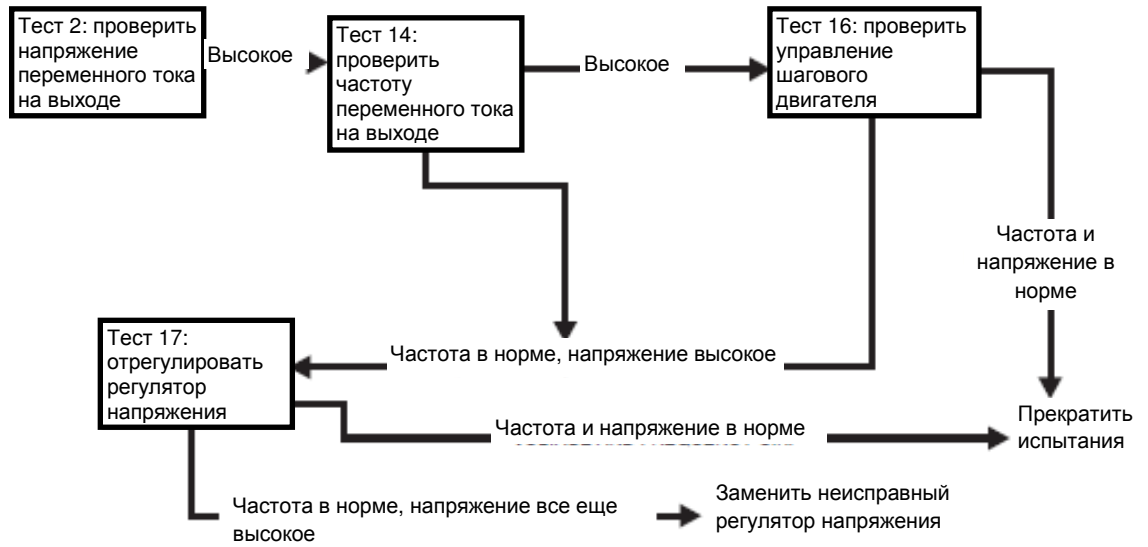 Тест 2: проверить
напряжение
переменного тока
на выходе
Высокое
Тест 14:
проверить
частоту
переменного тока
на выходе
Высокое
Тест 16: проверить
управление
шагового
двигателя
Частота и
напряжение в
норме
Тест 17:
отрегулировать
регулятор
напряжения
Частота в норме, напряжение высокое
Частота и напряжение в норме
Прекратить
испытания
Частота в норме, напряжение все еще
высокое
Заменить неисправный
регулятор напряжения